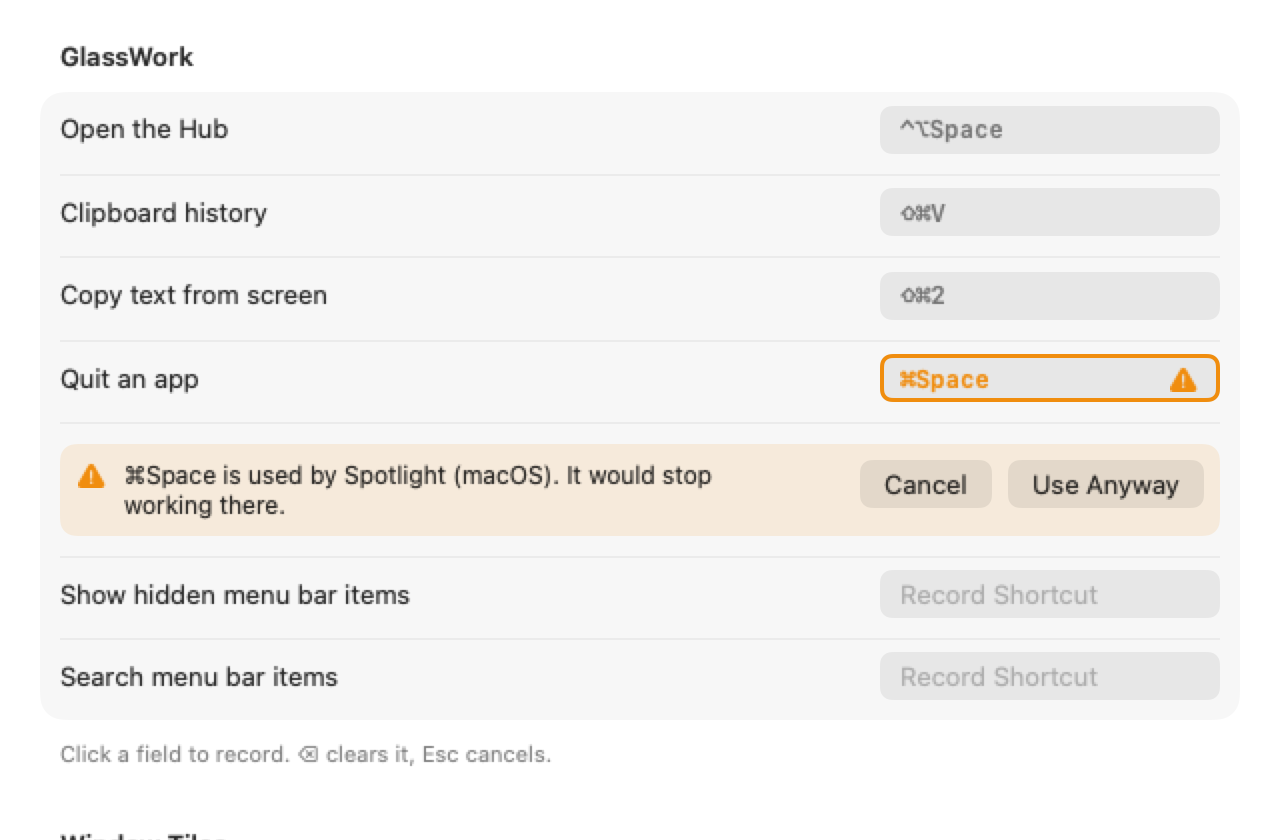 GlassWork
Open the Hub
⌃⌥Space
Clipboard history
⇧⌘V
Copy text from screen
⇧⌘2
Quit an app
⌘Space
⌘Space is used by Spotlight (macOS). It would stop
working there.
Cancel
Use Anyway
Show hidden menu bar items
Record Shortcut
Search menu bar items
Record Shortcut
Click a field to record. ⌫ clears it, Esc cancels.